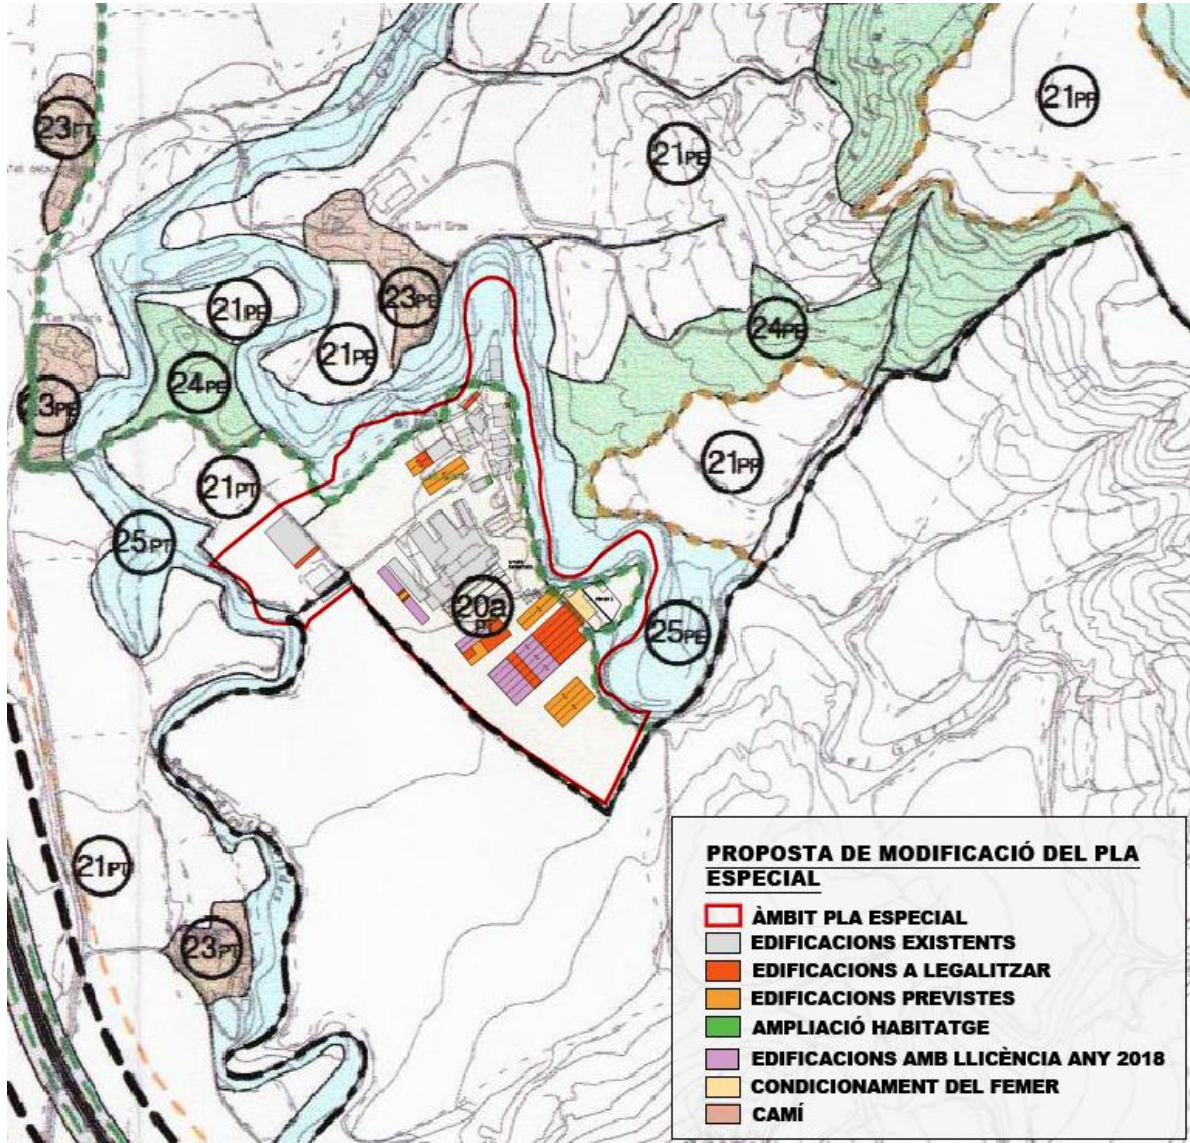 23PT
21PP
21PE
21PE
23PE
21PE
24PE
24PE
23PE
21PT
21PP
25PT
20a
PT
25PE
21PT
23PT
PROPOSTA DE MODIFICACIÓ DEL PLA
ESPECIAL
ÀMBIT PLA ESPECIAL
EDIFICACIONS EXISTENTS
EDIFICACIONS A LEGALITZAR
EDIFICACIONS PREVISTES
AMPLIACIÓ HABITATGE
EDIFICACIONS AMB LLICÈNCIA ANY 2018
CONDICIONAMENT DEL FEMER
CAMÍ